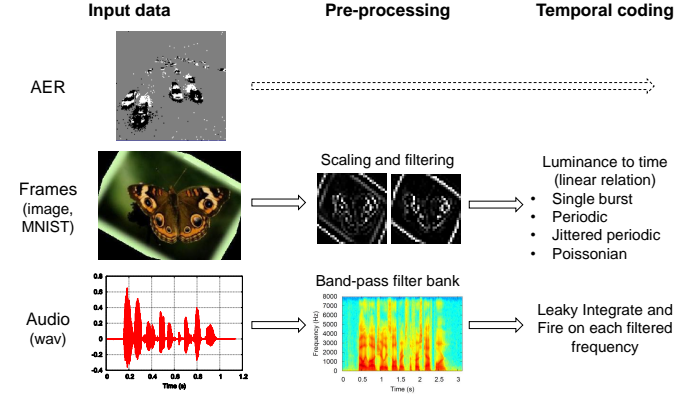 Input data
Pre-processing
Temporal coding
AER
Frames
(image,
MNIST)
Scaling and filtering
Luminance to time
(linear relation)
• Single burst
• Periodic
• Jittered periodic
• Poissonian
Audio
(wav)
0.8
0.6
0.4
0.2
0
-0.2
-0.4
0 0.2 0.4 0.6 0.8 1 1.2
Time (s)
Band-pass filter bank
Frequency (Hz)
8000
7000
6000
5000
4000
3000
2000
1000
0
0 0.5 1 1.5 2 2.5 3
Time (s)
Leaky Integrate and
Fire on each filtered
frequency